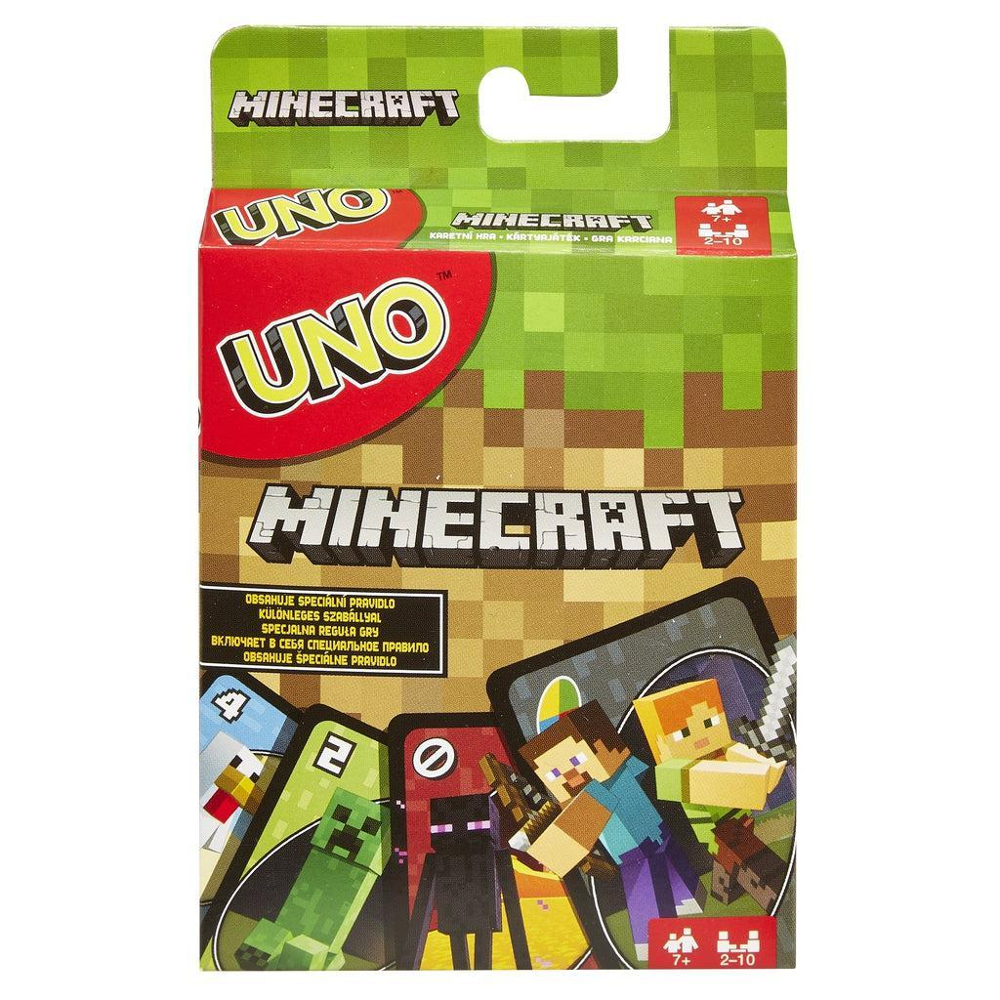 MINECRAFT
UNO™
MINECRAFT
KARETNÍ HRA • KÁRTYAJÁTÉK • GRA KARCIANA
7+
2–10
UNO™
MINECRAFT
OBSAHUJE SPECIÁLNÍ PRAVIDLO
KÜLÖNLEGES SZABÁLLYAL
SPECJALNA REGUŁA GRY
ВКЛЮЧАЕТ В СЕБЯ СПЕЦИАЛЬНОЕ ПРАВИЛО
OBSAHUJE ŠPECIÁLNE PRAVIDLO
4
2
7+
2–10